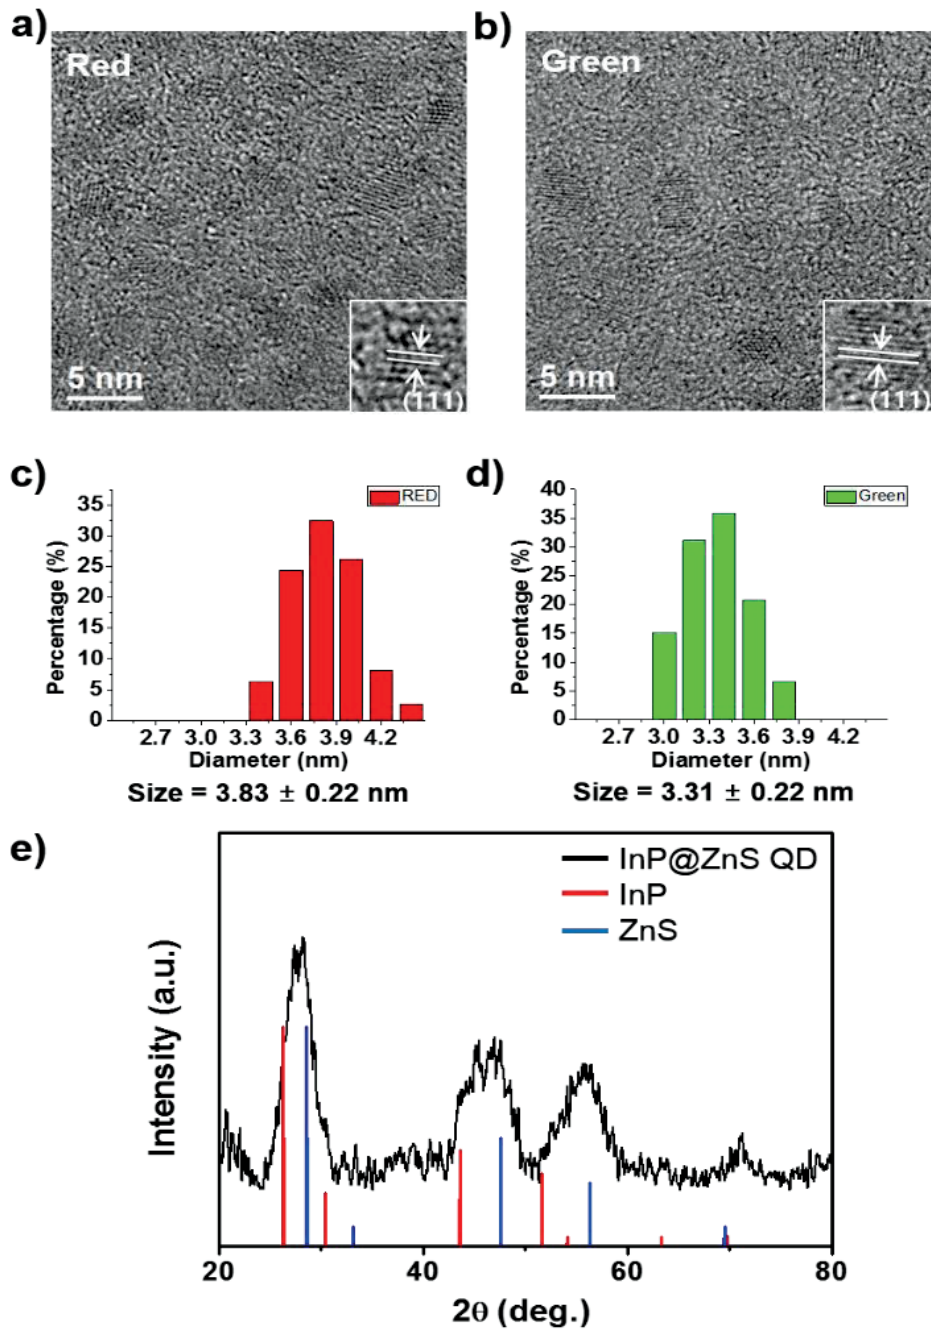 a)
Red
5 nm
(111)
b)
Green
5 nm
(111)
c)
RED
Percentage (%)
35
30
25
20
15
10
5
0
2.7 3.0 3.3 3.6 3.9 4.2
Diameter (nm)
Size = 3.83 ± 0.22 nm
d)
Green
Percentage (%)
40
35
30
25
20
15
10
5
0
2.7 3.0 3.3 3.6 3.9 4.2
Diameter (nm)
Size = 3.31 ± 0.22 nm
e)
InP@ZnS QD
InP
ZnS
Intensity (a.u.)
20 40 60 80
2θ (deg.)